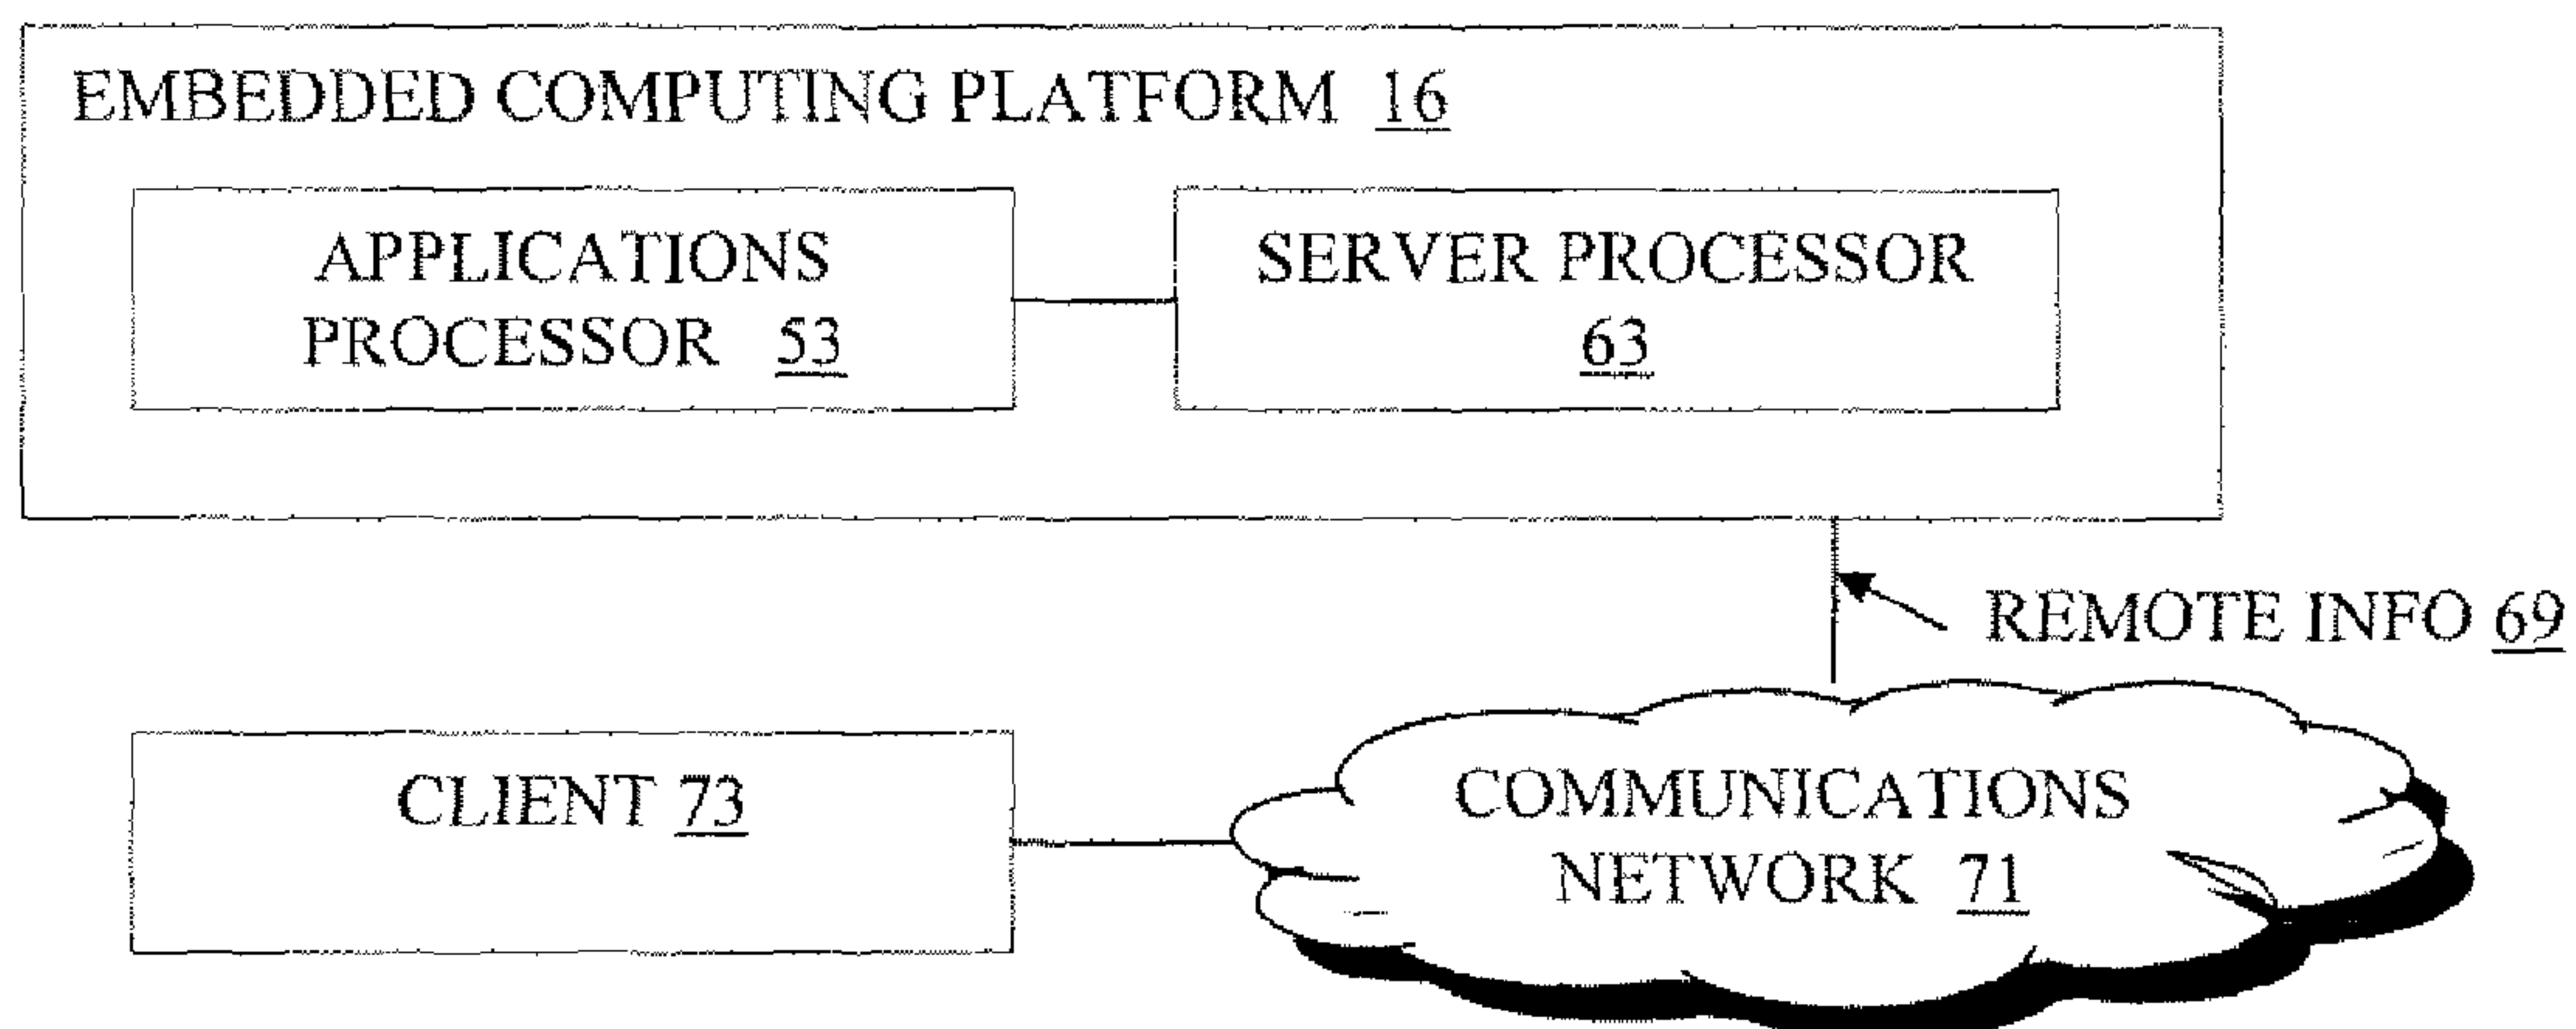 EMBEDDED COMPUTING PLATFORM 16
APPLICATIONS
PROCESSOR 53
SERVER PROCESSOR
63
REMOTE INFO 69
CLIENT 73
COMMUNICATIONS
NETWORK 71